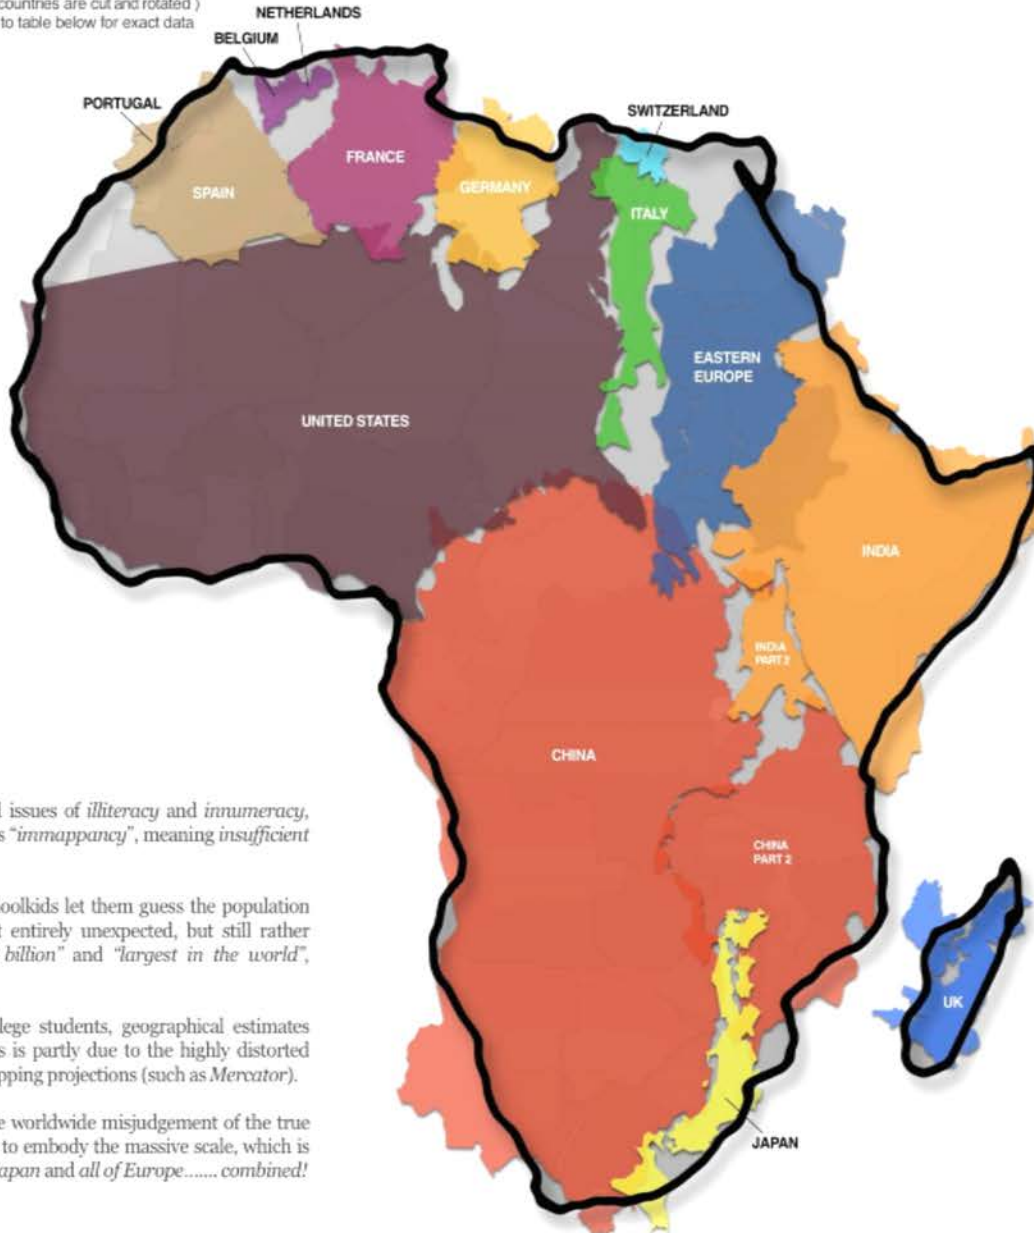 countries are cut and rotated )
to table below for exact data
NETHERLANDS
BELGIUM
PORTUGAL
SWITZERLAND
FRANCE
SPAIN
GERMANY
ITALY
EASTERN
EUROPE
UNITED STATES
INDIA
INDIA
PART 2
CHINA
issues of illiteracy and innumeracy,
"immappancy", meaning insufficient
CHINA
PART 2
oolkids let them guess the population
entirely unexpected, but still rather
billion" and "largest in the world",
lege students, geographical estimates
s is partly due to the highly distorted
pping projections (such as Mercator).
UK
e worldwide misjudgement of the true
to embody the massive scale, which is
apan and all of Europe....... combined!
JAPAN